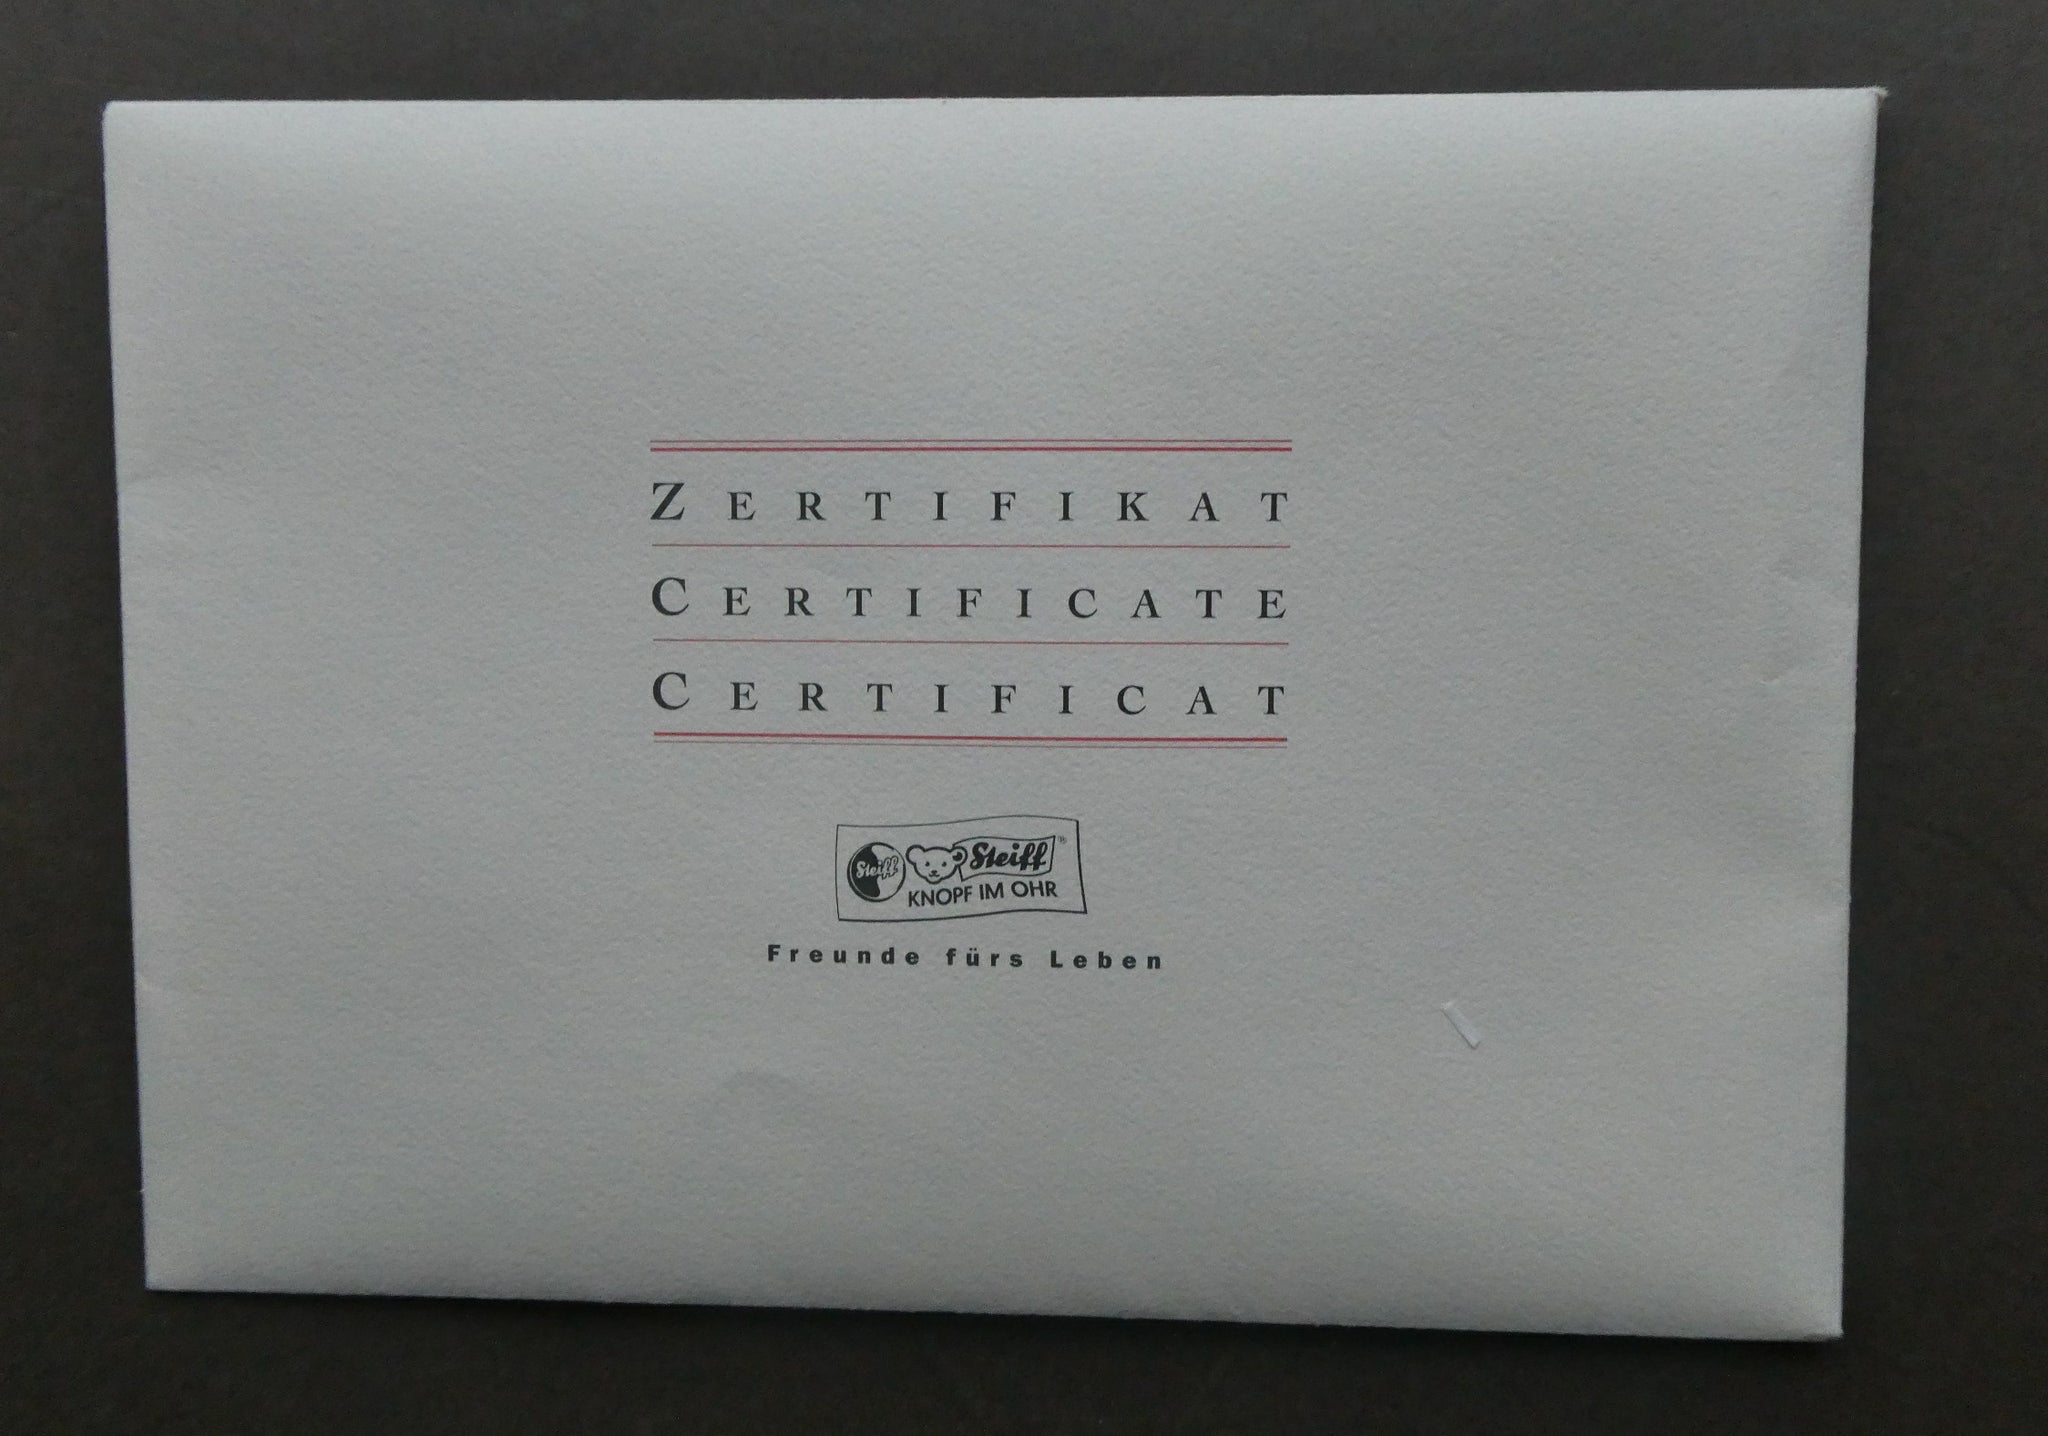 ZERTIFIKAT
CERTIFICATE
CERTIFICAT
Steiff
Steiff®
KNOPF IM OHR
Freunde fürs Leben